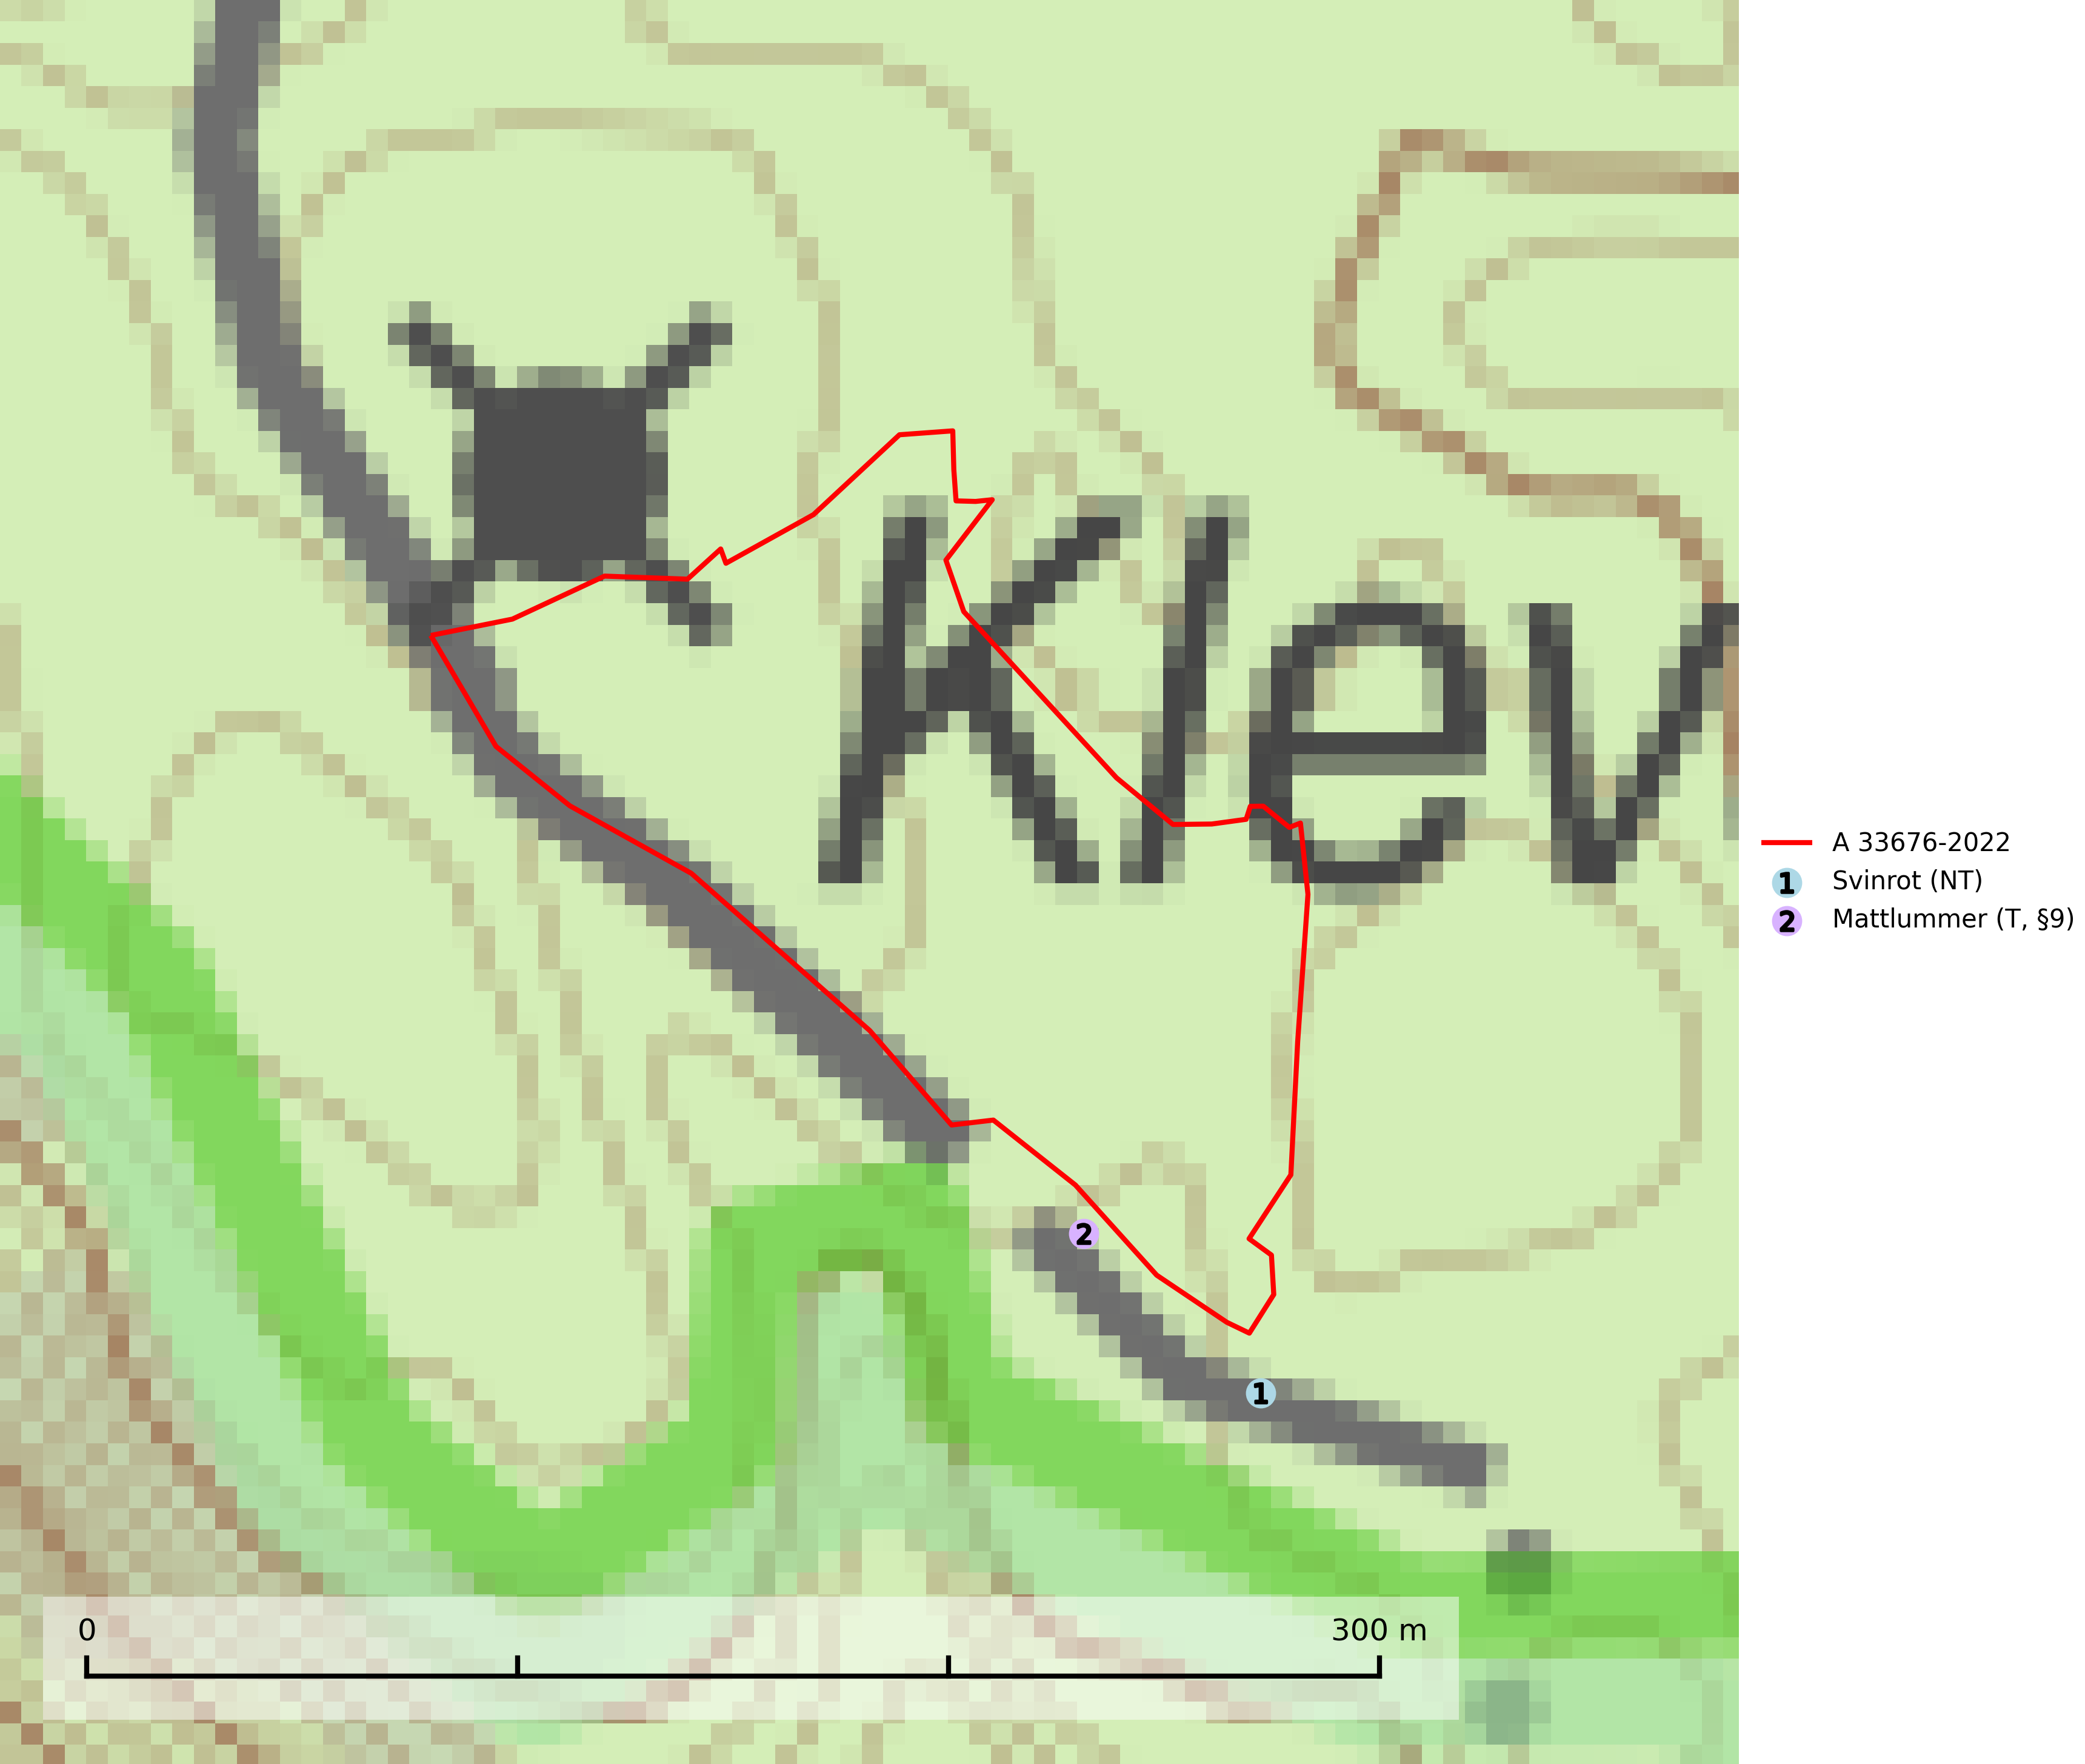 Klev
A 33676-2022
1 Svinrot (NT)
2 Mattlummer (T, §9)
2
1
0 300 m